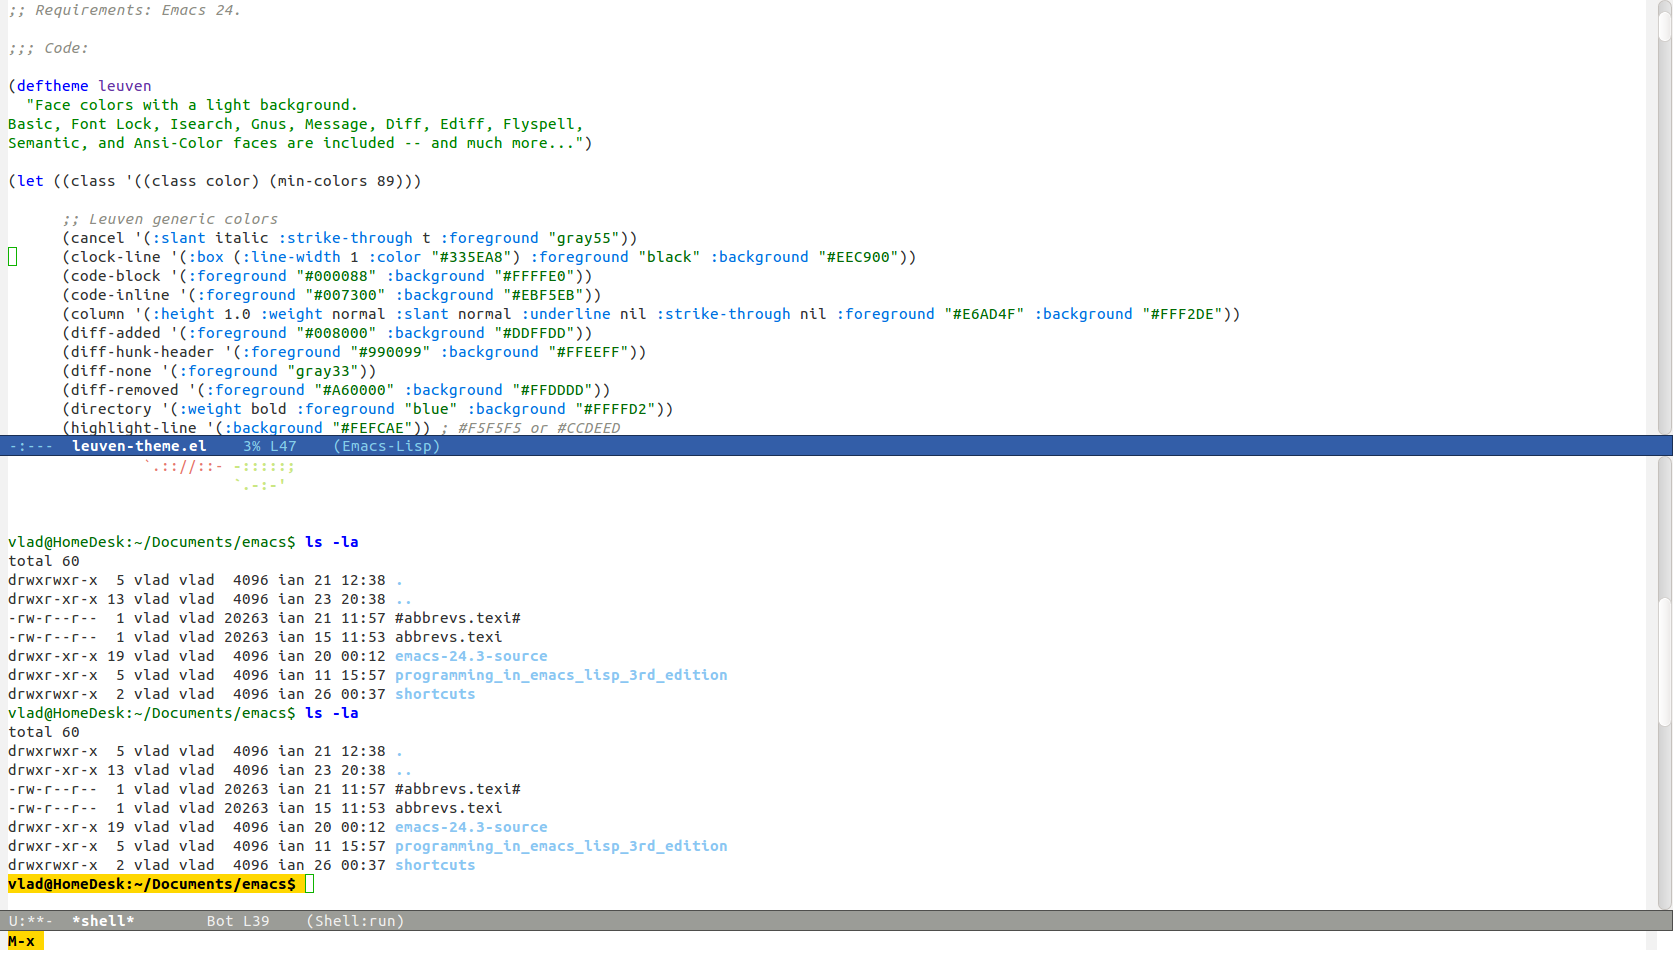 ;; Requirements: Emacs 24.
;;; Code:
(deftheme leuven
"Face colors with a light background.
Basic, Font Lock, Isearch, Gnus, Message, Diff, Ediff, Flyspell,
Semantic, and Ansi-Color faces are included -- and much more...")
(let ((class '((class color) (min-colors 89)))
;; Leuven generic colors
(cancel '(:slant italic :strike-through t :foreground "gray55"))
(clock-line '(:box (:line-width 1 :color "#335EA8") :foreground "black" :background "#EEC900"))
(code-block '(:foreground "#000088" :background "#FFFFE0"))
(code-inline '(:foreground "#007300" :background "#EBF5EB"))
(column '(:height 1.0 :weight normal :slant normal :underline nil :strike-through nil :foreground "#E6AD4F" :background "#FFF2DE"))
(diff-added '(:foreground "#008000" :background "#DDFFDD"))
(diff-hunk-header '(:foreground "#990099" :background "#FFEEFF"))
(diff-none '(:foreground "gray33"))
(diff-removed '(:foreground "#A60000" :background "#FFDDDD"))
(directory '(:weight bold :foreground "blue" :background "#FFFFD2"))
(highlight-line '(:background "#FEFCAE")) ; #F5F5F5 or #CCDEED
-:--- leuven-theme.el 3% L47 (Emacs-Lisp)
`.:://::- -:::::;
`.-:-'
vlad@HomeDesk:~/Documents/emacs$ ls -la
total 60
drwxrwxr-x 5 vlad vlad 4096 ian 21 12:38 .
drwxr-xr-x 13 vlad vlad 4096 ian 23 20:38 ..
-rw-r--r-- 1 vlad vlad 20263 ian 21 11:57 #abbrevs.texi#
-rw-r--r-- 1 vlad vlad 20263 ian 15 11:53 abbrevs.texi
drwxr-xr-x 19 vlad vlad 4096 ian 20 00:12 emacs-24.3-source
drwxr-xr-x 5 vlad vlad 4096 ian 11 15:57 programming_in_emacs_lisp_3rd_edition
drwxrwxr-x 2 vlad vlad 4096 ian 26 00:37 shortcuts
vlad@HomeDesk:~/Documents/emacs$ ls -la
total 60
drwxrwxr-x 5 vlad vlad 4096 ian 21 12:38 .
drwxr-xr-x 13 vlad vlad 4096 ian 23 20:38 ..
-rw-r--r-- 1 vlad vlad 20263 ian 21 11:57 #abbrevs.texi#
-rw-r--r-- 1 vlad vlad 20263 ian 15 11:53 abbrevs.texi
drwxr-xr-x 19 vlad vlad 4096 ian 20 00:12 emacs-24.3-source
drwxr-xr-x 5 vlad vlad 4096 ian 11 15:57 programming_in_emacs_lisp_3rd_edition
drwxrwxr-x 2 vlad vlad 4096 ian 26 00:37 shortcuts
vlad@HomeDesk:~/Documents/emacs$
U:**- *shell* Bot L39 (Shell:run)
M-x